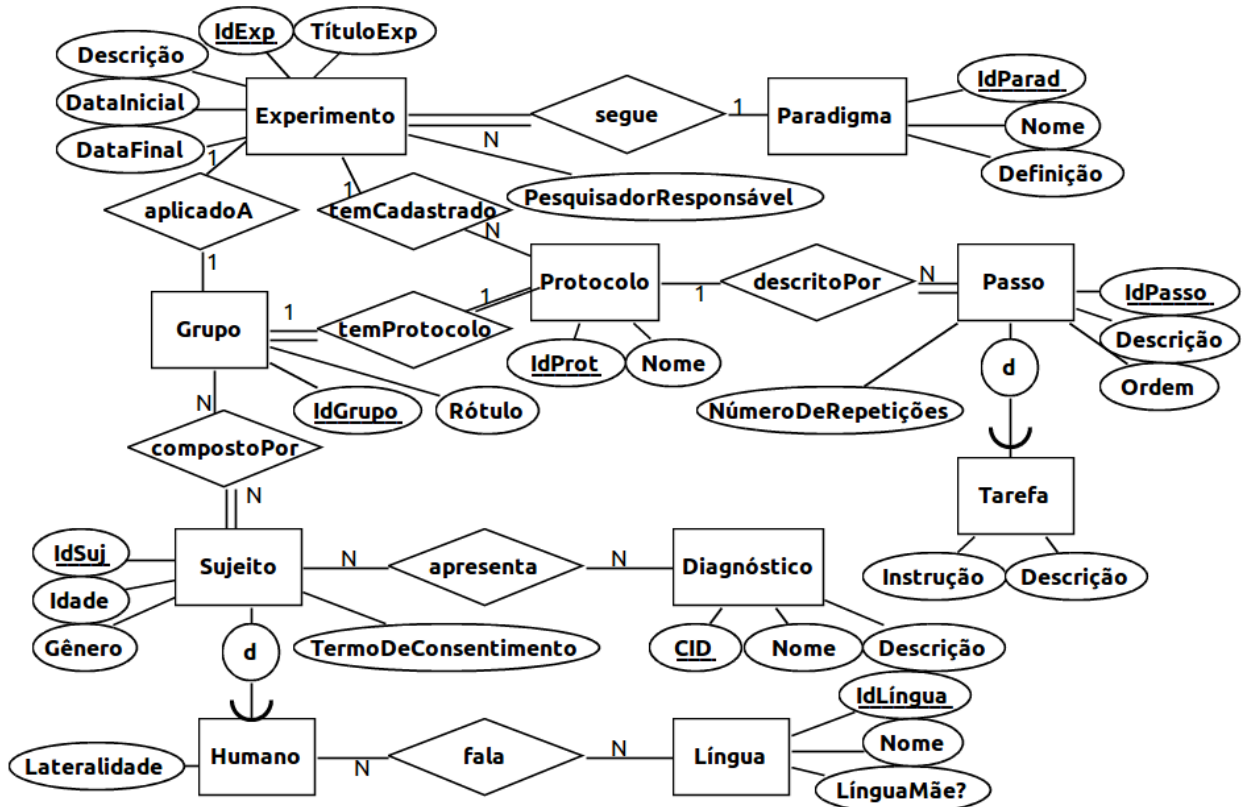 IdExp TítuloExp
Descrição
DataInicial
DataFinal
Experimento
N
segue
1
Paradigma
IdParad
Nome
Definição
1
1
aplicadoA
temCadastrado
PesquisadorResponsável
N
1
Protocolo
1
descritoPor
N
Passo
IdPasso
Descrição
Ordem
Grupo
1
temProtocolo
1
IdProt
Nome
d
IdGrupo
Rótulo
NúmeroDeRepetições
N
compostoPor
N
Tarefa
Instrução
Descrição
IdSuj
Idade
Gênero
Sujeito
N
apresenta
N
Diagnóstico
d
TermoDeConsentimento
CID
Nome
Descrição
IdLíngua
Nome
LínguaMãe?
Lateralidade
Humano
N
fala
N
Língua